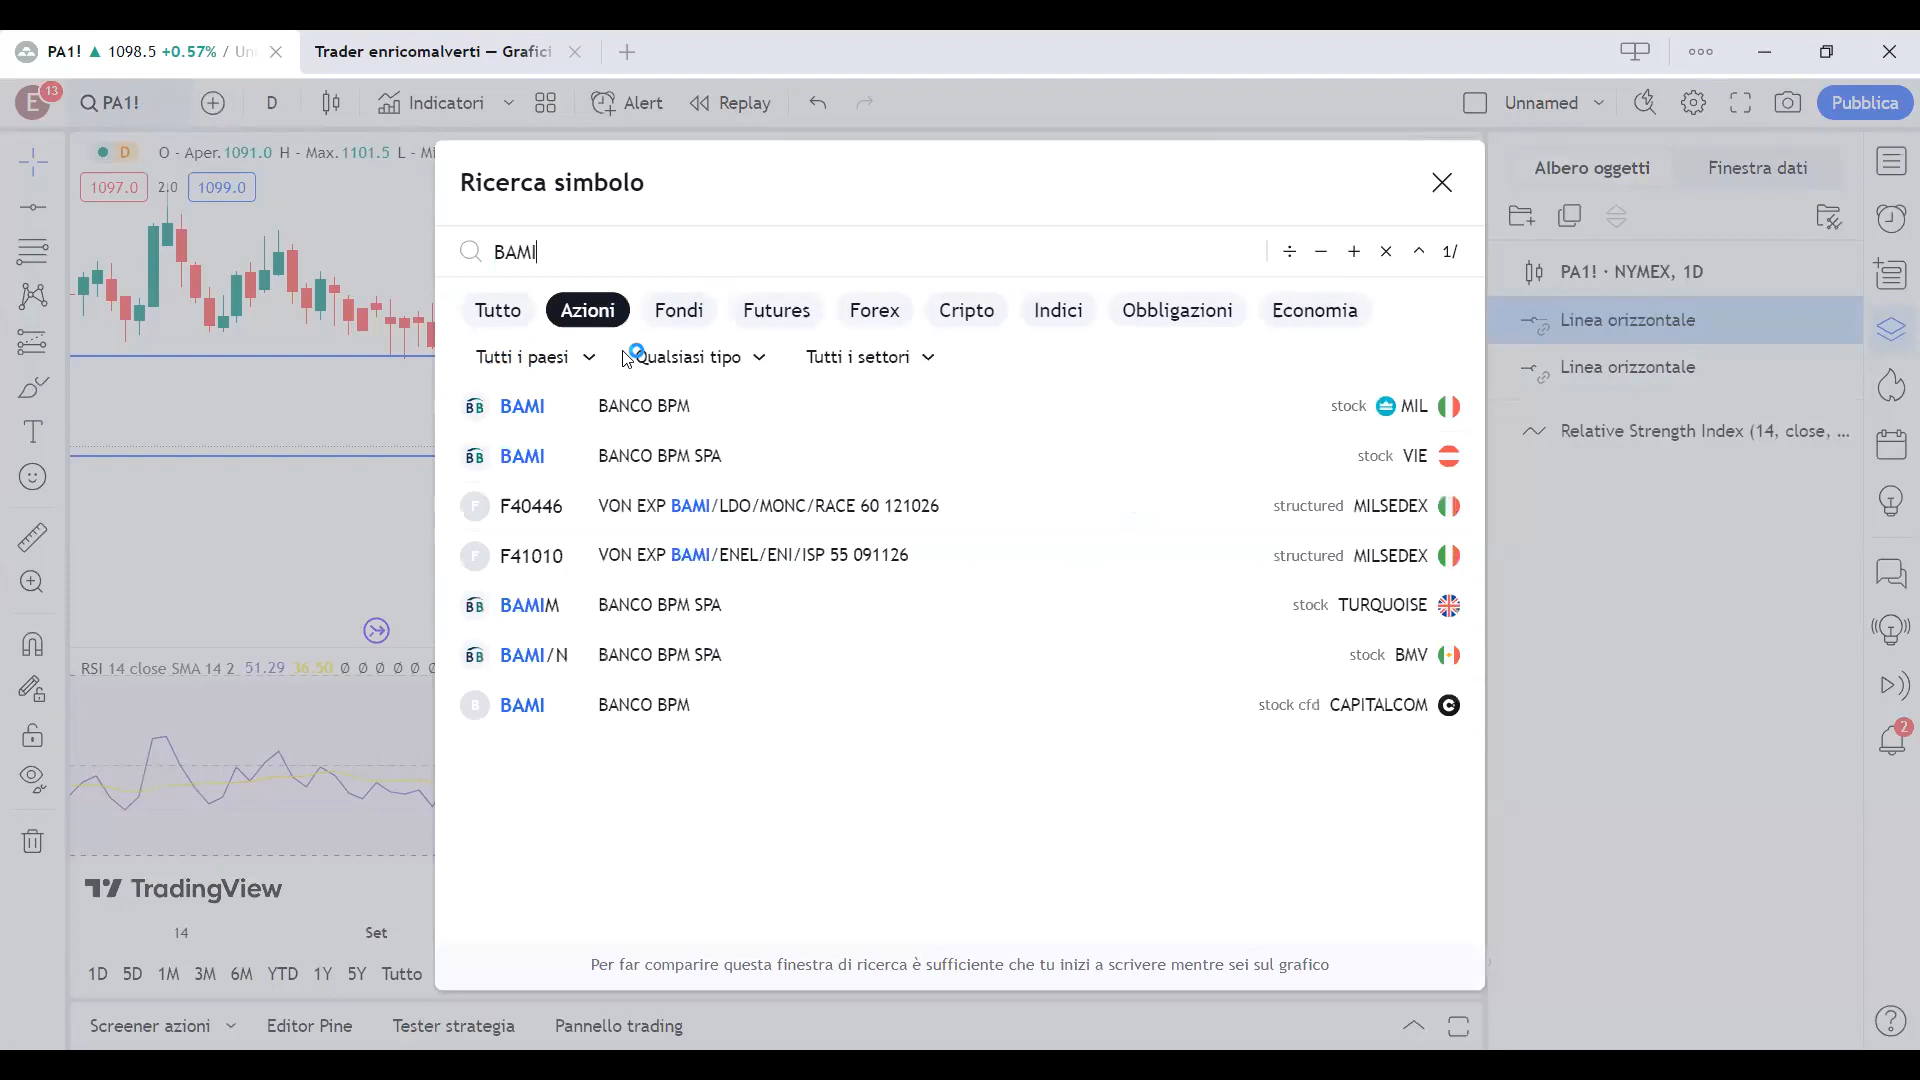 PA1! ▲ 1098.5 +0.57% / Un
Trader enricomalverti — Grafici
E 13 PA1! D Indicatori Alert Replay Unnamed Pubblica
D O - Aper. 1091.0 H - Max. 1101.5 L - Mi
1097.0 2.0 1099.0
Ricerca simbolo
BAMI ÷ − + × ^ 1/
Tutto Azioni Fondi Futures Forex Cripto Indici Obbligazioni Economia
Tutti i paesi Qualsiasi tipo Tutti i settori
BB BAMI BANCO BPM stock MIL
BB BAMI BANCO BPM SPA stock VIE
F F40446 VON EXP BAMI/LDO/MONC/RACE 60 121026 structured MILSEDEX
F F41010 VON EXP BAMI/ENEL/ENI/ISP 55 091126 structured MILSEDEX
BB BAMIM BANCO BPM SPA stock TURQUOISE
BB BAMI/N BANCO BPM SPA stock BMV
B BAMI BANCO BPM stock cfd CAPITALCOM
Per far comparire questa finestra di ricerca è sufficiente che tu inizi a scrivere mentre sei sul grafico
Albero oggetti Finestra dati
PA1! · NYMEX, 1D
Linea orizzontale
Linea orizzontale
Relative Strength Index (14, close, ...
2
RSI 14 close SMA 14 2 51.29 36.50 Ø Ø Ø Ø Ø Ø Ø
TradingView
14 Set
1D 5D 1M 3M 6M YTD 1Y 5Y Tutto
Screener azioni Editor Pine Tester strategia Pannello trading